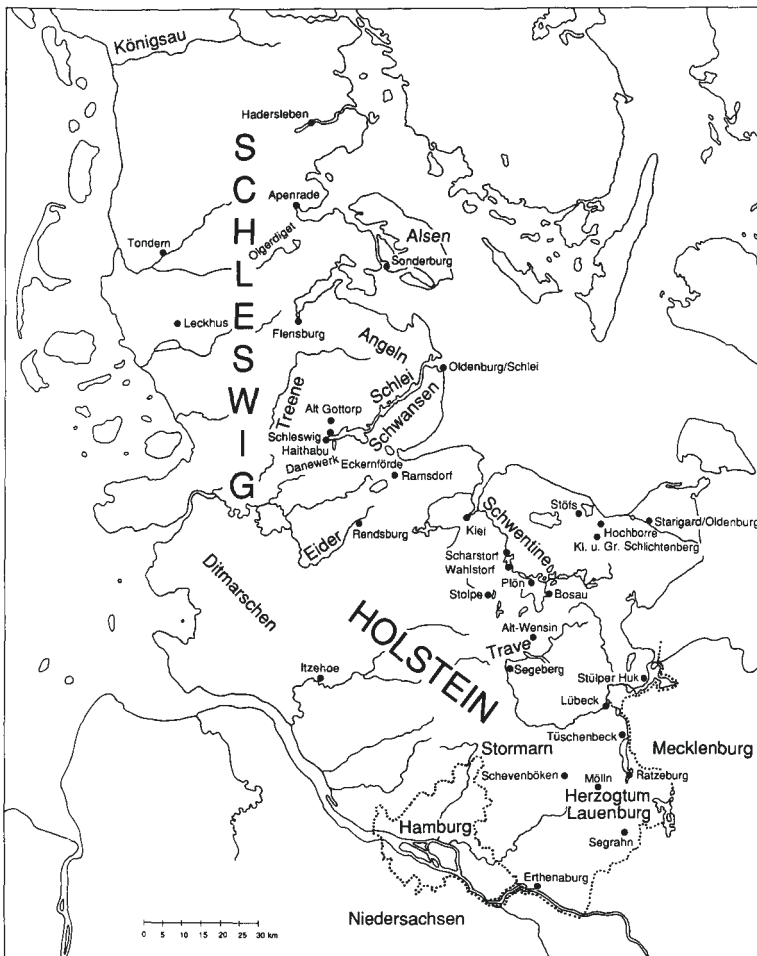 Königsau
Hadersleben
SCHLESWIG
Apenrade
Olgerdiget
Alsen
Tondern
Sonderburg
Leckhus
Flensburg
Angeln
Oldenburg/Schlei
Schlei
Treene
Schwansen
Alt Gottorp
Schleswig
Haithabu
Danewerk
Eckernförde
Ramsdorf
Eider
Rendsburg
Kiel
Schwentine
Stöfs
Starigard/Oldenburg
Hochborre
Kl. u. Gr. Schlichtenberg
Scharstorf
Wahlstorf
Plön
Stolpe
Bosau
Ditmarschen
HOLSTEIN
Alt-Wensin
Trave
Itzehoe
Segeberg
Stülper Huk
Lübeck
Tüschenbeck
Stormarn
Mecklenburg
Schevenböken
Mölln
Ratzeburg
Herzogtum
Lauenburg
Hamburg
Segrahn
Erthenaburg
Niedersachsen
0 5 10 15 20 30 km